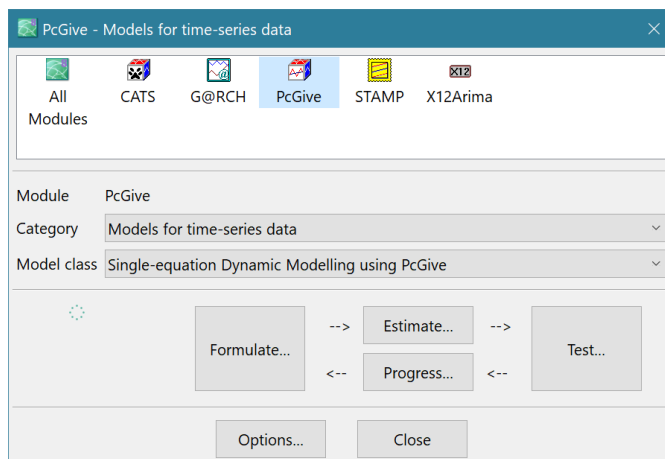 PcGive - Models for time-series data
All Modules CATS G@RCH PcGive STAMP X12Arima
X12
Module PcGive
Category Models for time-series data
Model class Single-equation Dynamic Modelling using PcGive
Formulate... --> Estimate... --> Test...
<-- Progress... <--
Options... Close